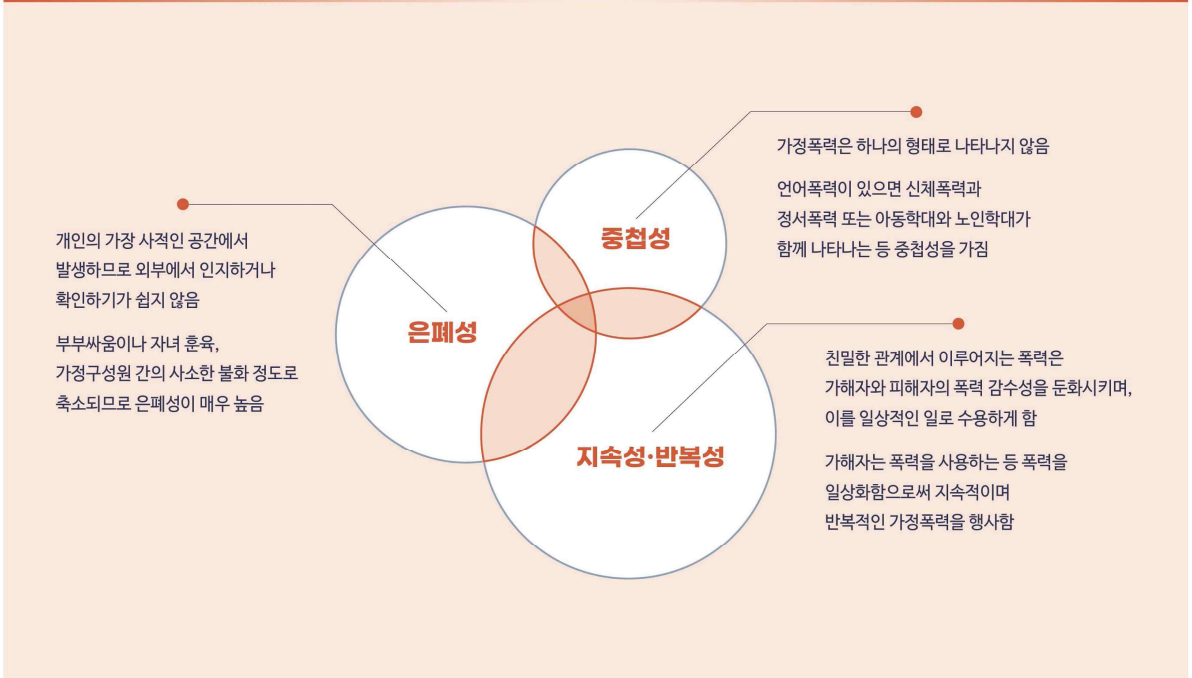 중첩성
가정폭력은 하나의 형태로 나타나지 않음
언어폭력이 있으면 신체폭력과
정서폭력 또는 아동학대와 노인학대가
함께 나타나는 등 중첩성을 가짐
은폐성
개인의 가장 사적인 공간에서
발생하므로 외부에서 인지하거나
확인하기가 쉽지 않음
부부싸움이나 자녀 훈육,
가정구성원 간의 사소한 불화 정도로
축소되므로 은폐성이 매우 높음
지속성·반복성
친밀한 관계에서 이루어지는 폭력은
가해자와 피해자의 폭력 감수성을 둔화시키며,
이를 일상적인 일로 수용하게 함
가해자는 폭력을 사용하는 등 폭력을
일상화함으로써 지속적이며
반복적인 가정폭력을 행사함